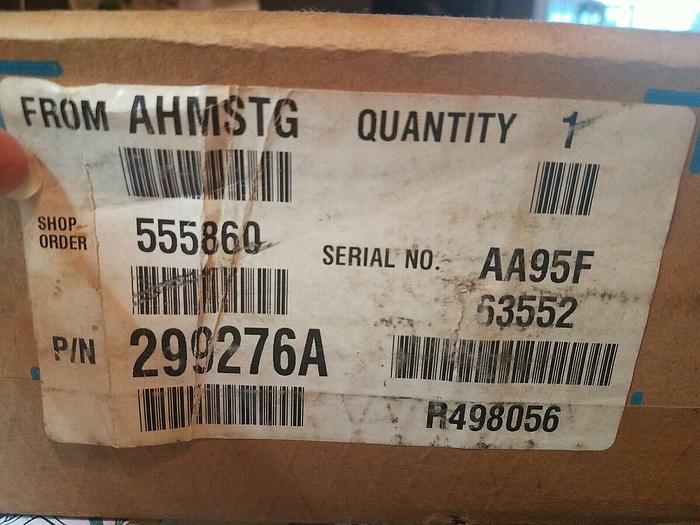 FROM AHMSTG
QUANTITY 1
SHOP ORDER 555860
SERIAL NO. AA95F
63552
P/N 299276A
R498056